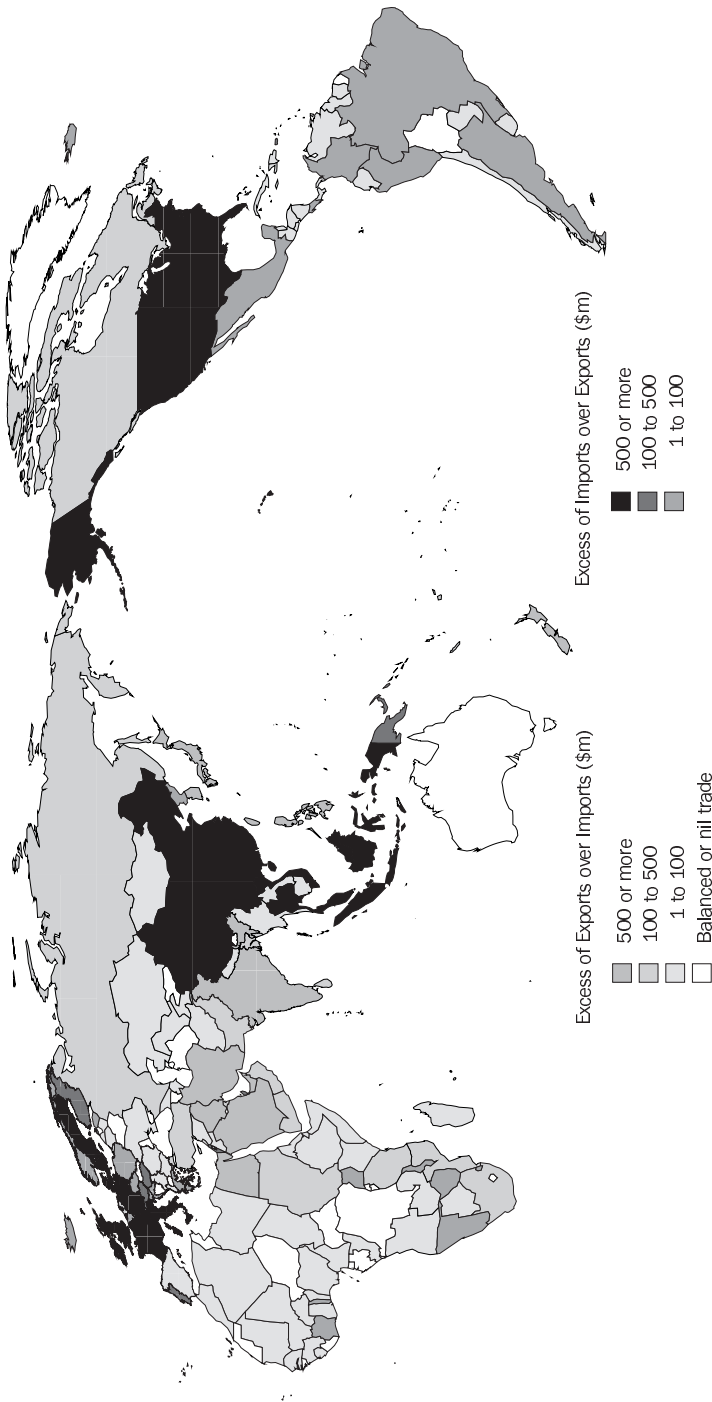 Excess of Exports over Imports ($m)
500 or more
100 to 500
1 to 100
Balanced or nil trade
Excess of Imports over Exports ($m)
500 or more
100 to 500
1 to 100